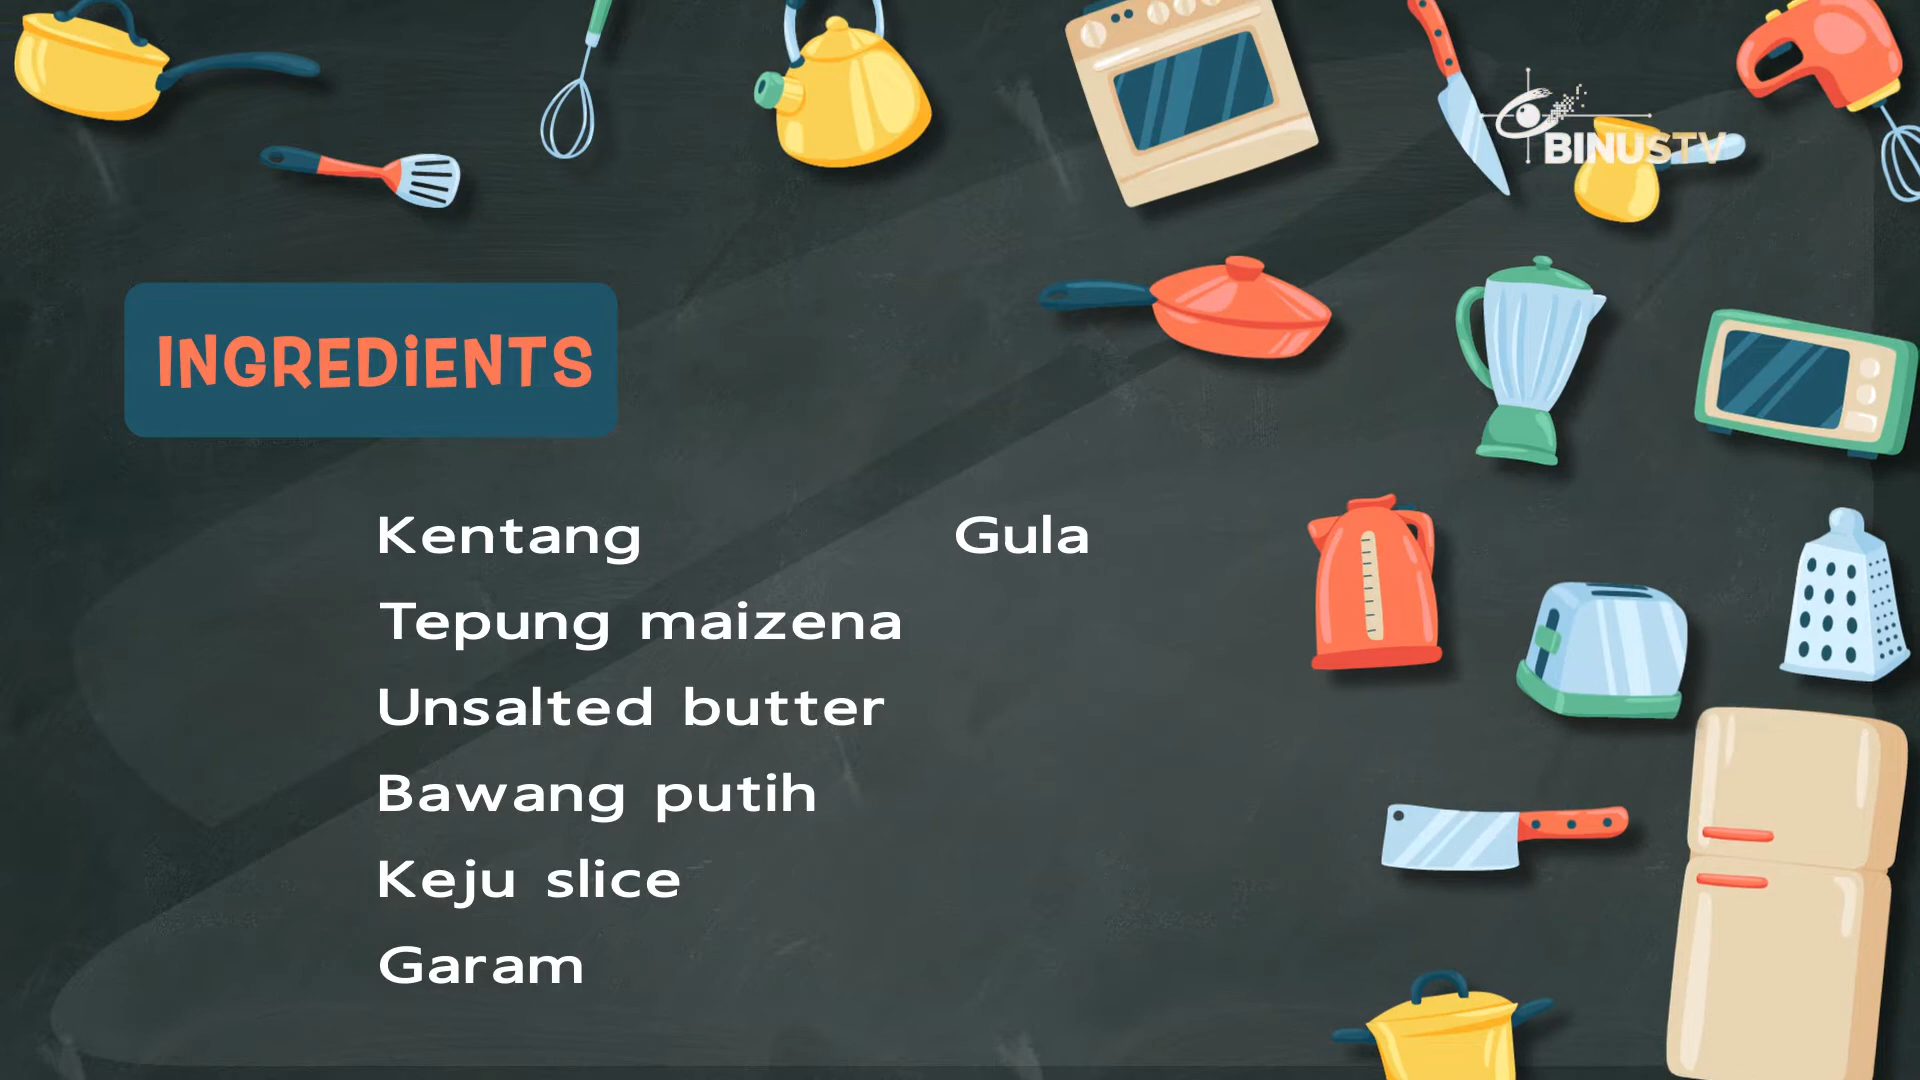 BINUSTV
INGREDiENTS
Kentang
Tepung maizena
Unsalted butter
Bawang putih
Keju slice
Garam
Gula